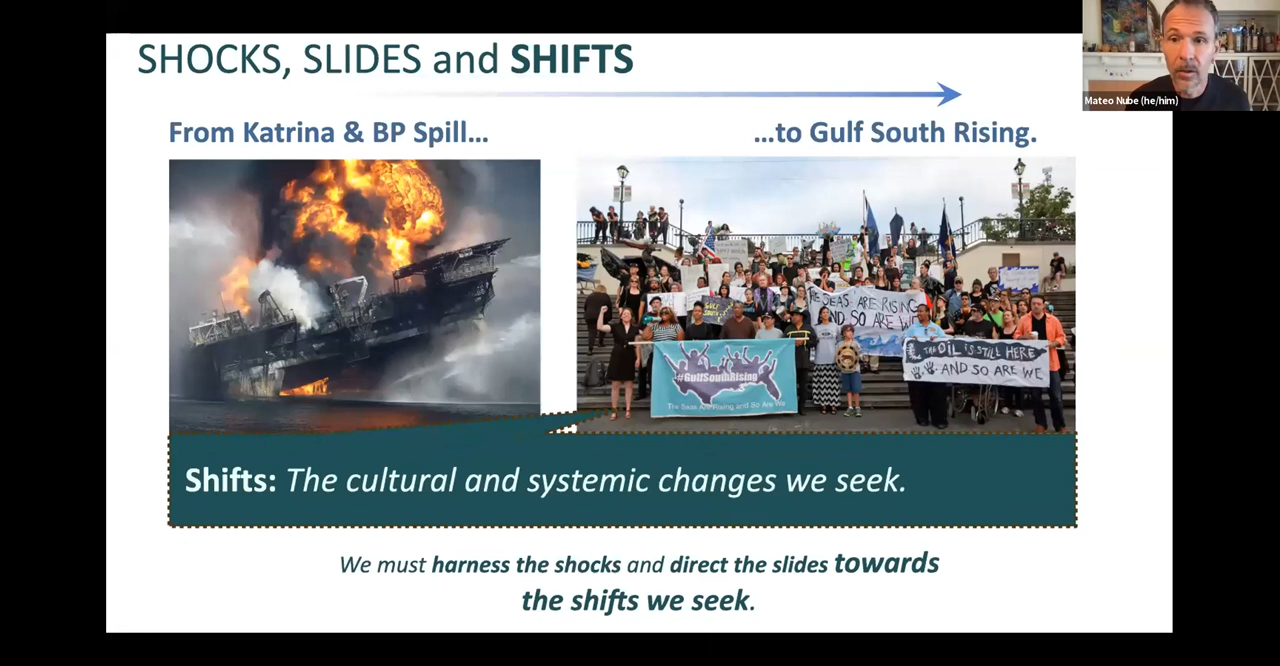 SHOCKS, SLIDES and SHIFTS
Mateo Nube (he/him)
From Katrina & BP Spill…
…to Gulf South Rising.
THE SEAS ARE RISING
AND SO ARE WE
#GulfSouthRising
The Seas Are Rising and So Are We
THE OIL IS STILL HERE
AND SO ARE WE
Shifts: The cultural and systemic changes we seek.
We must harness the shocks and direct the slides towards
the shifts we seek.